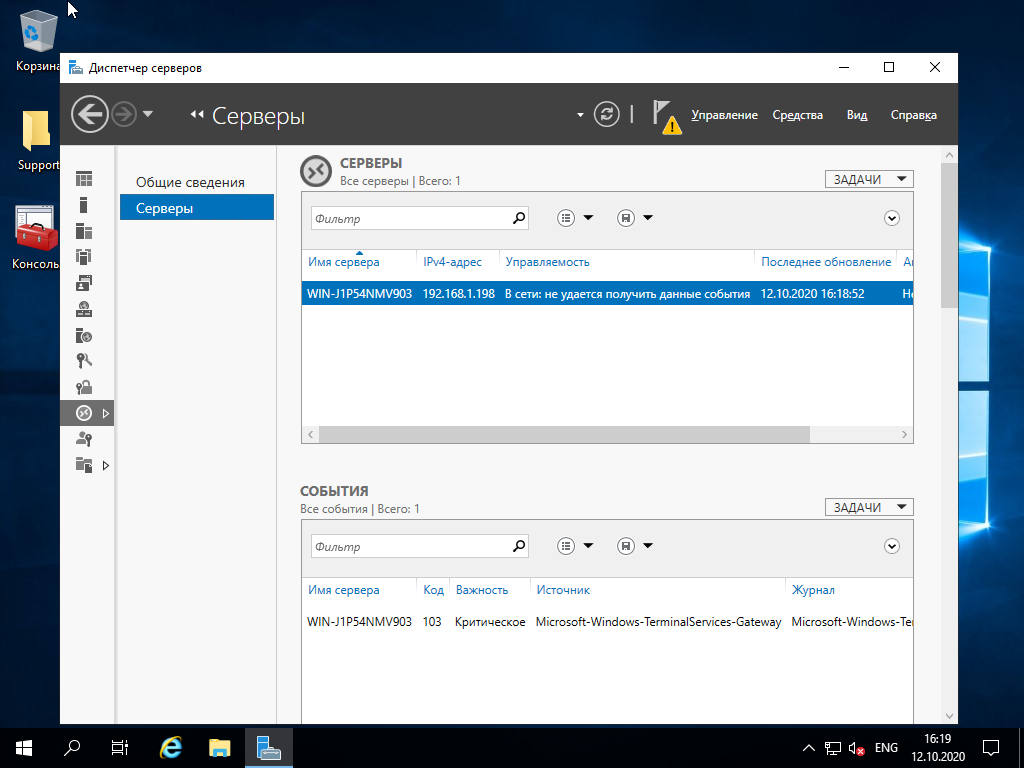 Корзина
Диспетчер серверов
Серверы
Управление
Средства
Вид
Справка
Support
Консоль
Общие сведения
Серверы
СЕРВЕРЫ
Все серверы | Всего: 1
ЗАДАЧИ
Фильтр
Имя сервера IPv4-адрес Управляемость Последнее обновление
WIN-J1P54NMV903 192.168.1.198 В сети: не удается получить данные события 12.10.2020 16:18:52
СОБЫТИЯ
Все события | Всего: 1
ЗАДАЧИ
Фильтр
Имя сервера Код Важность Источник Журнал
WIN-J1P54NMV903 103 Критическое Microsoft-Windows-TerminalServices-Gateway Microsoft-Windows-Ter
ENG
16:19
12.10.2020